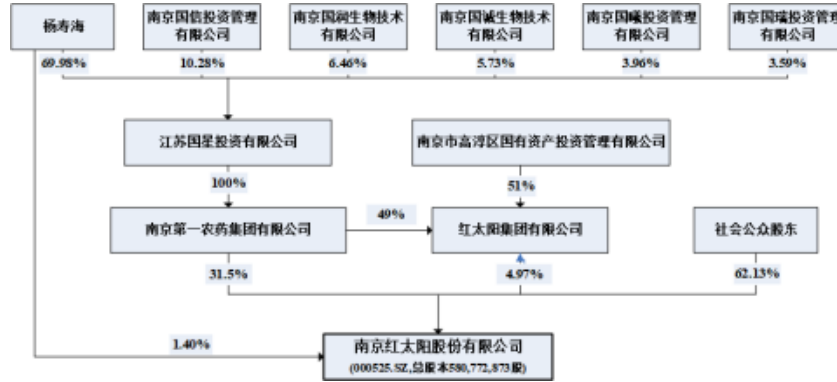 杨寿海
南京国信投资管理
有限公司
南京国润生物技术
有限公司
南京国诚生物技术
有限公司
南京国曦投资管理
有限公司
南京国瑞投资管理
有限公司
69.98%
10.28%
6.46%
5.73%
3.96%
3.59%
江苏国星投资有限公司
南京市高淳区国有资产投资管理有限公司
100%
51%
南京第一农药集团有限公司
49%
红太阳集团有限公司
社会公众股东
31.5%
4.97%
62.13%
1.40%
南京红太阳股份有限公司
(000525.SZ,总股本580,772,873股)